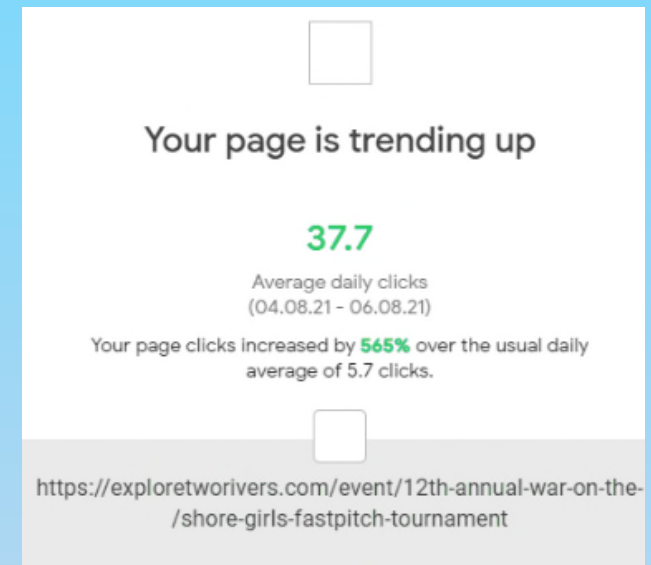 Your page is trending up
37.7
Average daily clicks
(04.08.21 - 06.08.21)
Your page clicks increased by 565% over the usual daily
average of 5.7 clicks.
https://exploretworivers.com/event/12th-annual-war-on-the-
/shore-girls-fastpitch-tournament